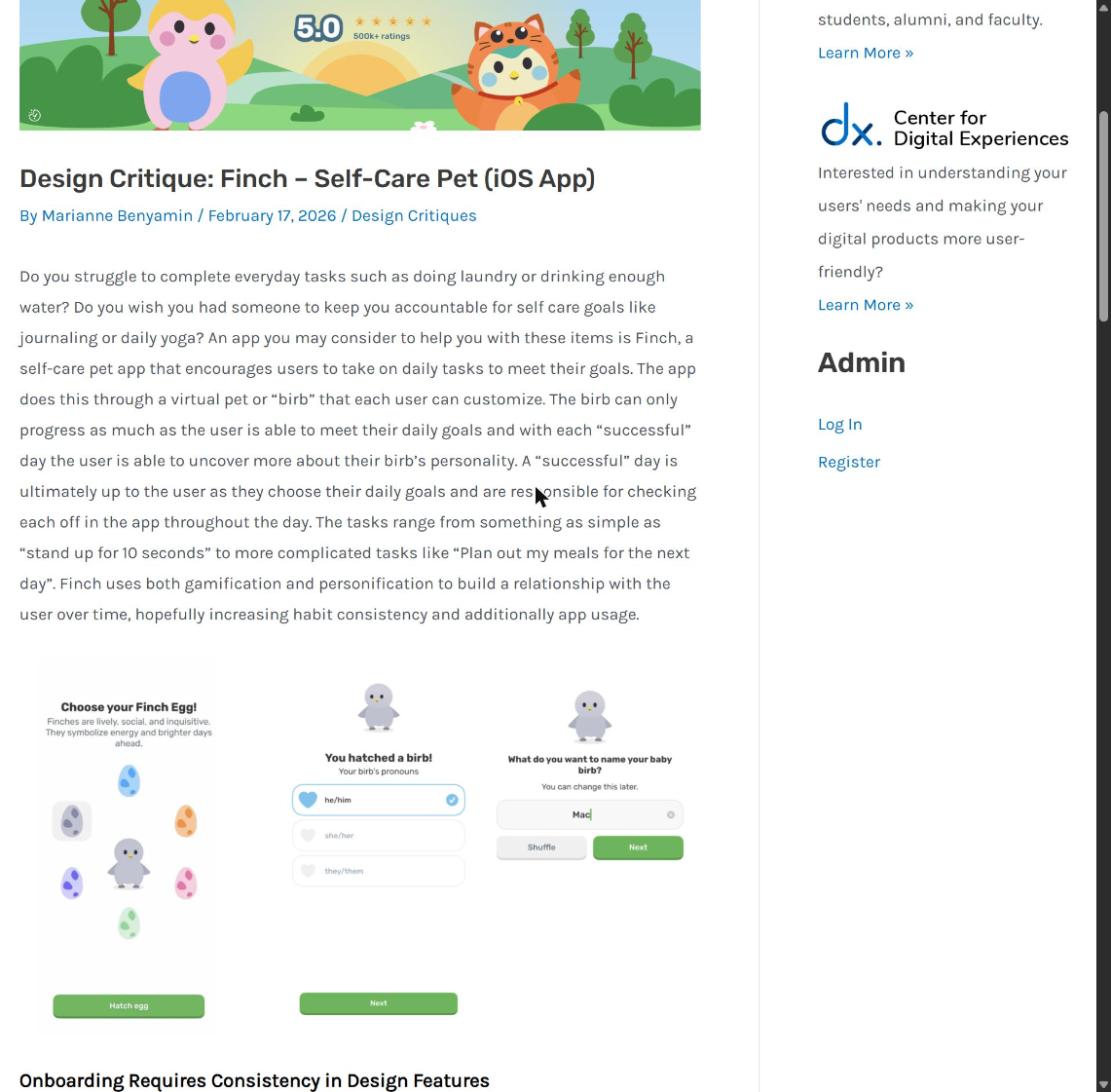 5.0
500k+ ratings
Design Critique: Finch – Self-Care Pet (iOS App)
By Marianne Benyamin / February 17, 2026 / Design Critiques
Do you struggle to complete everyday tasks such as doing laundry or drinking enough
water? Do you wish you had someone to keep you accountable for self care goals like
journaling or daily yoga? An app you may consider to help you with these items is Finch, a
self-care pet app that encourages users to take on daily tasks to meet their goals. The app
does this through a virtual pet or “birb” that each user can customize. The birb can only
progress as much as the user is able to meet their daily goals and with each “successful”
day the user is able to uncover more about their birb’s personality. A “successful” day is
ultimately up to the user as they choose their daily goals and are responsible for checking
each off in the app throughout the day. The tasks range from something as simple as
“stand up for 10 seconds” to more complicated tasks like “Plan out my meals for the next
day”. Finch uses both gamification and personification to build a relationship with the
user over time, hopefully increasing habit consistency and additionally app usage.
Choose your Finch Egg!
Finches are lively, social, and inquisitive.
They symbolize energy and brighter days
ahead.
Hatch egg
You hatched a birb!
Your birb's pronouns
he/him
she/her
they/them
Next
What do you want to name your baby
birb?
You can change this later.
Mac
Shuffle
Next
Onboarding Requires Consistency in Design Features
students, alumni, and faculty.
Learn More »
dx.
Center for
Digital Experiences
Interested in understanding your
users' needs and making your
digital products more user-
friendly?
Learn More »
Admin
Log In
Register